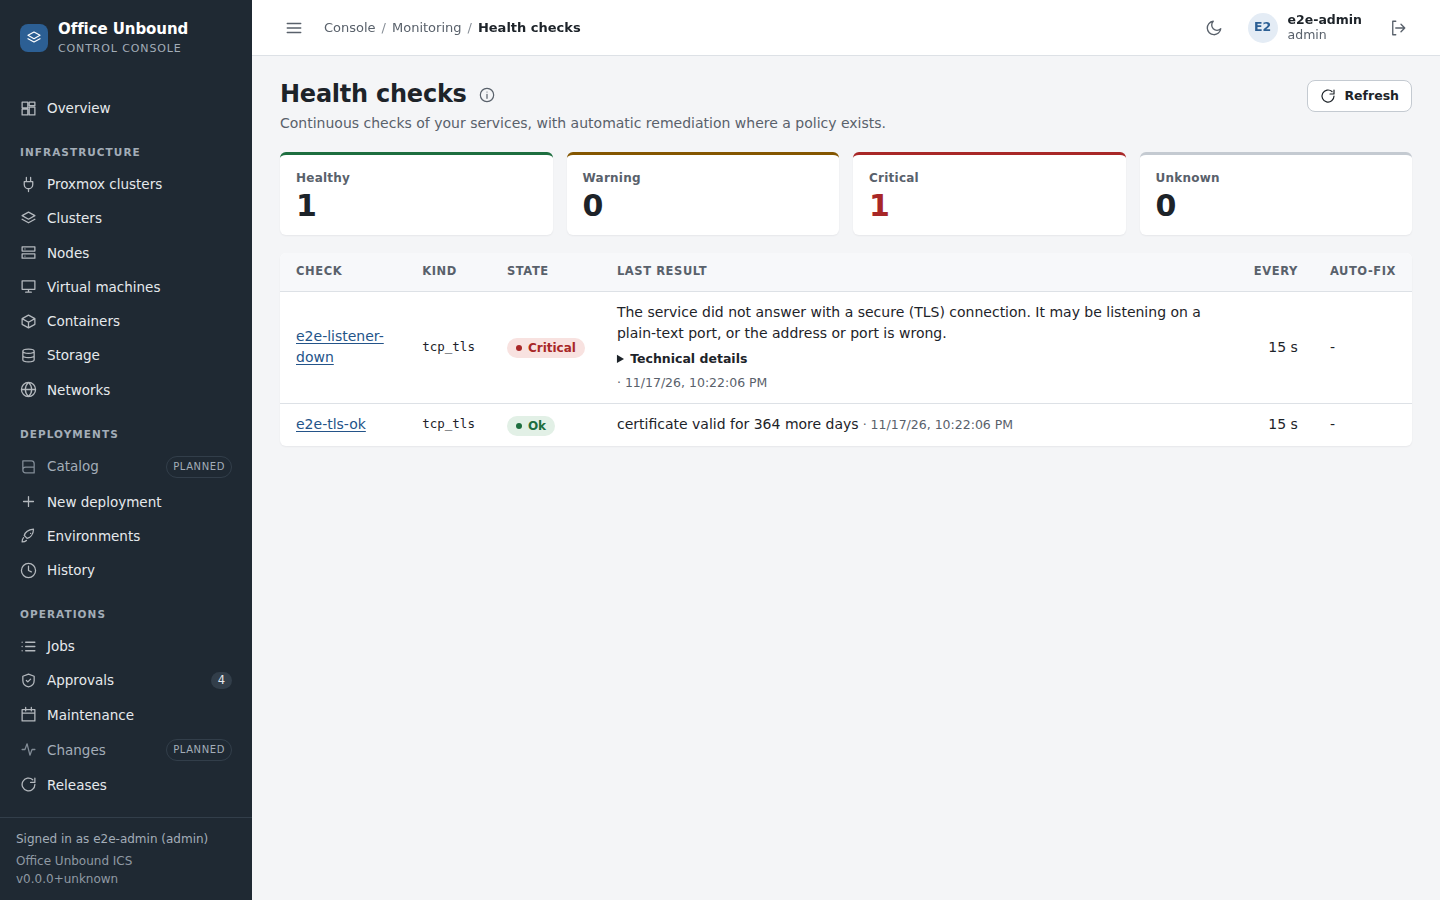 Office Unbound
CONTROL CONSOLE
Overview
INFRASTRUCTURE
Proxmox clusters
Clusters
Nodes
Virtual machines
Containers
Storage
Networks
DEPLOYMENTS
Catalog PLANNED
New deployment
Environments
History
OPERATIONS
Jobs
Approvals 4
Maintenance
Changes PLANNED
Releases
Signed in as e2e-admin (admin)
Office Unbound ICS
v0.0.0+unknown
Console / Monitoring / Health checks
E2 e2e-admin
admin
Health checks
Refresh
Continuous checks of your services, with automatic remediation where a policy exists.
Healthy
1
Warning
0
Critical
1
Unknown
0
CHECK KIND STATE LAST RESULT EVERY AUTO-FIX
e2e-listener-
down
tcp_tls
Critical
The service did not answer with a secure (TLS) connection. It may be listening on a
plain-text port, or the address or port is wrong.
Technical details
· 11/17/26, 10:22:06 PM
15 s -
e2e-tls-ok tcp_tls Ok certificate valid for 364 more days · 11/17/26, 10:22:06 PM 15 s -